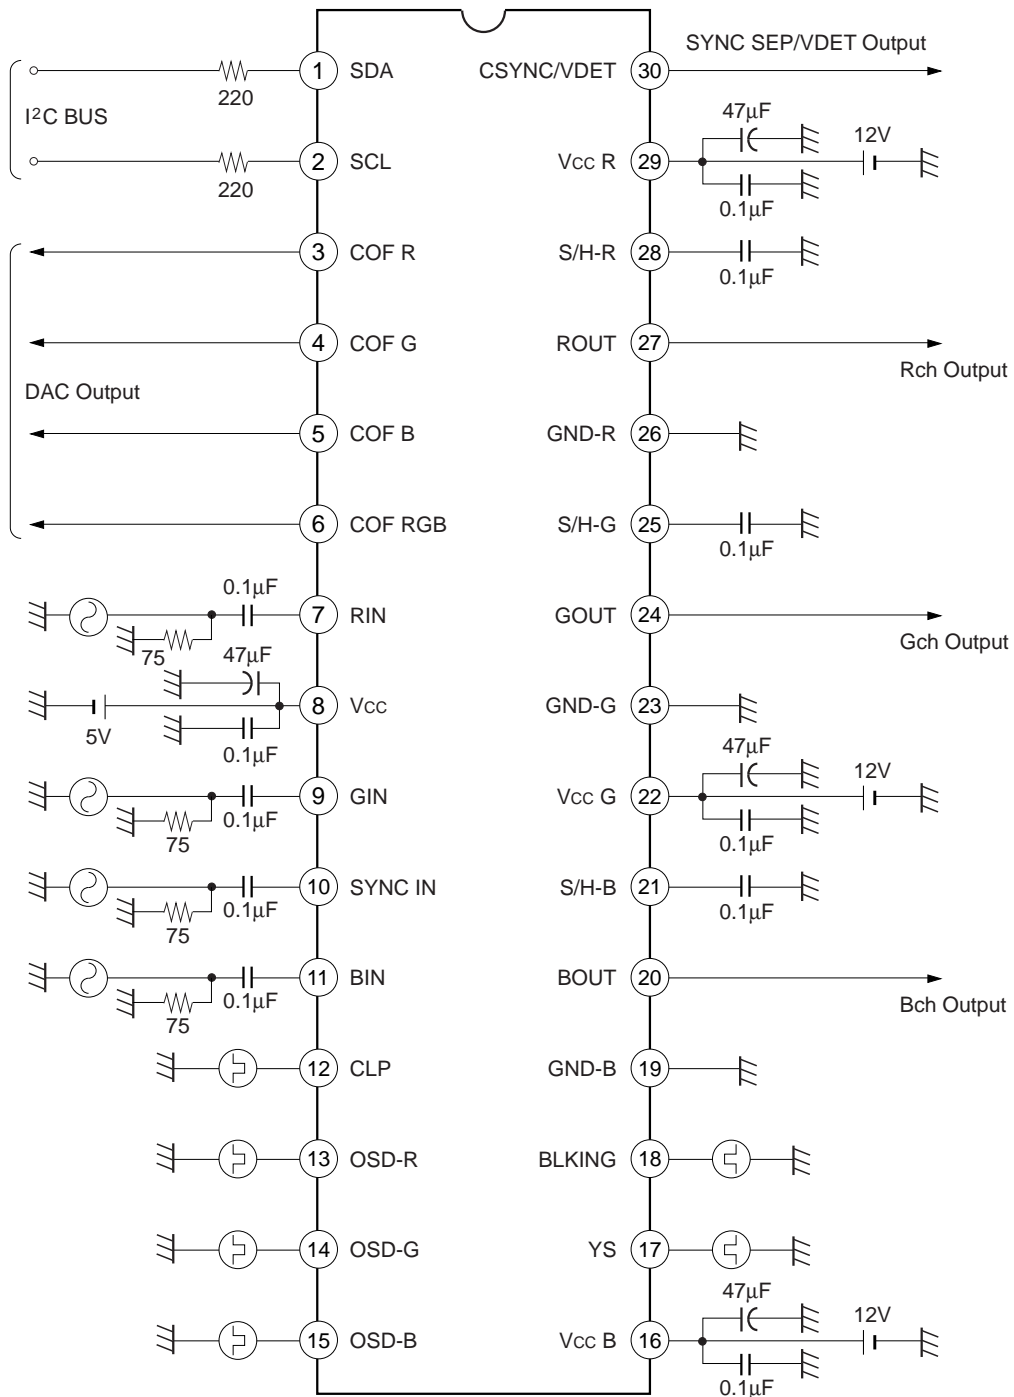 SYNC SEP/VDET Output
1 SDA CSYNC/VDET 30
220
I²C BUS
47µF
12V
2 SCL Vcc R 29
220
0.1µF
3 COF R S/H-R 28
0.1µF
4 COF G ROUT 27
Rch Output
DAC Output
5 COF B GND-R 26
6 COF RGB S/H-G 25
0.1µF
0.1µF
7 RIN GOUT 24
Gch Output
75
47µF
8 Vcc GND-G 23
5V
0.1µF
47µF
12V
9 GIN Vcc G 22
0.1µF
75
0.1µF
10 SYNC IN S/H-B 21
0.1µF
75
0.1µF
11 BIN BOUT 20
0.1µF
75
Bch Output
12 CLP GND-B 19
13 OSD-R BLKING 18
14 OSD-G YS 17
47µF
12V
15 OSD-B Vcc B 16
0.1µF